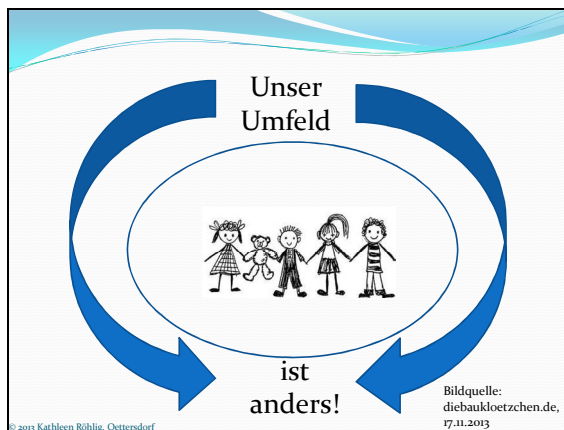 Unser
Umfeld
ist
anders!
Bildquelle:
diebaukloetzchen.de,
17.11.2013
© 2013 Kathleen Röhlig, Oettersdorf